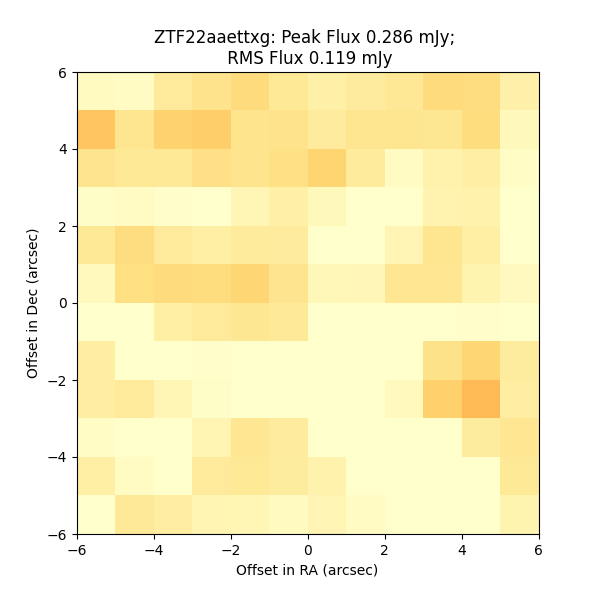 ZTF22aaettxg: Peak Flux 0.286 mJy;
RMS Flux 0.119 mJy
6
4
2
0
−2
−4
−6
Offset in Dec (arcsec)
−6 −4 −2 0 2 4 6
Offset in RA (arcsec)